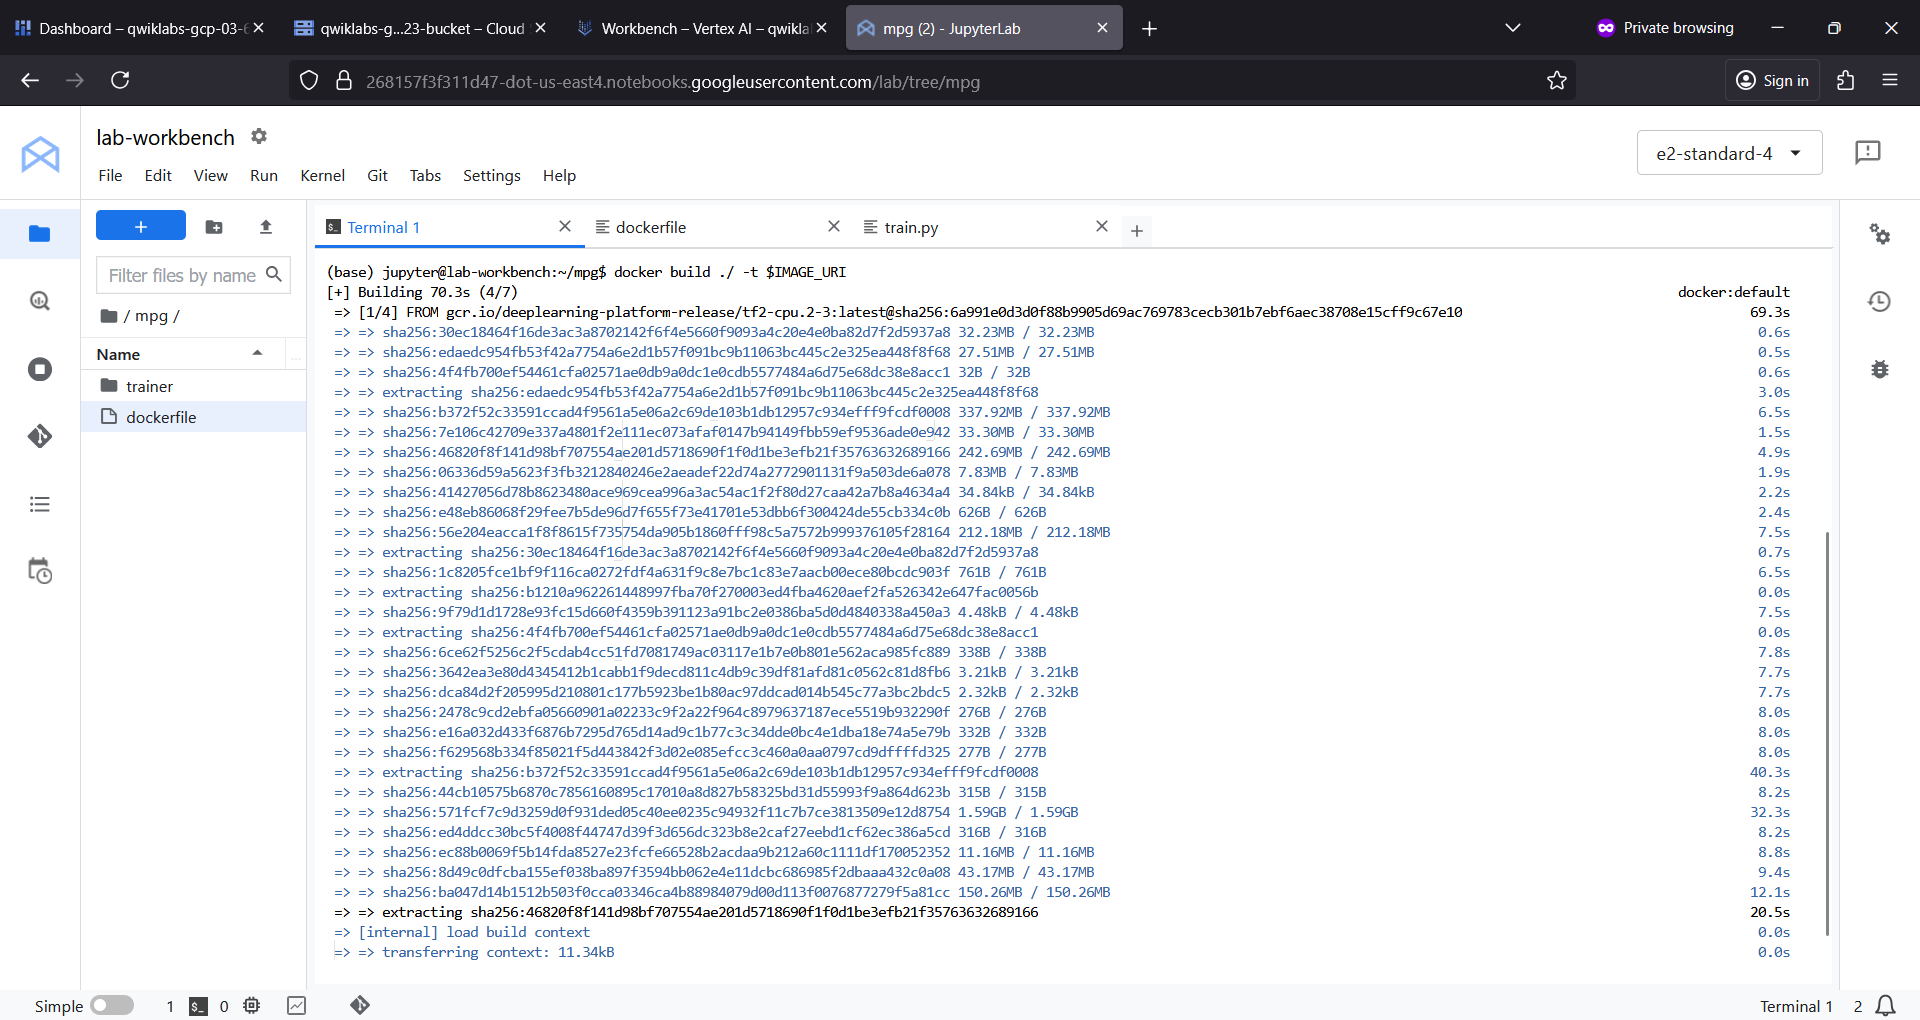 Dashboard – qwiklabs-gcp-03-6
qwiklabs-g...23-bucket – Cloud
Workbench – Vertex AI – qwikla
mpg (2) - JupyterLab
Private browsing
268157f3f311d47-dot-us-east4.notebooks.googleusercontent.com/lab/tree/mpg
Sign in
lab-workbench
e2-standard-4
File Edit View Run Kernel Git Tabs Settings Help
Terminal 1
dockerfile
train.py
Filter files by name
/ mpg /
Name
trainer
dockerfile
(base) jupyter@lab-workbench:~/mpg$ docker build ./ -t $IMAGE_URI
[+] Building 70.3s (4/7) docker:default
=> [1/4] FROM gcr.io/deeplearning-platform-release/tf2-cpu.2-3:latest@sha256:6a991e0d3d0f88b9905d69ac769783cecb301b7ebf6aec38708e15cff9c67e10 69.3s
=> => sha256:30ec18464f16de3ac3a8702142f6f4e5660f9093a4c20e4e0ba82d7f2d5937a8 32.23MB / 32.23MB 0.6s
=> => sha256:edaedc954fb53f42a7754a6e2d1b57f091bc9b11063bc445c2e325ea448f8f68 27.51MB / 27.51MB 0.5s
=> => sha256:4f4fb700ef54461cfa02571ae0db9a0dc1e0cdb5577484a6d75e68dc38e8acc1 32B / 32B 0.6s
=> => extracting sha256:edaedc954fb53f42a7754a6e2d1b57f091bc9b11063bc445c2e325ea448f8f68 3.0s
=> => sha256:b372f52c33591ccad4f9561a5e06a2c69de103b1db12957c934efff9fcdf0008 337.92MB / 337.92MB 6.5s
=> => sha256:7e106c42709e337a4801f2e111ec073afaf0147b94149fbb59ef9536ade0e942 33.30MB / 33.30MB 1.5s
=> => sha256:46820f8f141d98bf707554ae201d5718690f1f0d1be3efb21f35763632689166 242.69MB / 242.69MB 4.9s
=> => sha256:06336d59a5623f3fb3212840246e2aeadef22d74a2772901131f9a503de6a078 7.83MB / 7.83MB 1.9s
=> => sha256:41427056d78b8623480ace969cea996a3ac54ac1f2f80d27caa42a7b8a4634a4 34.84kB / 34.84kB 2.2s
=> => sha256:e48eb86068f29fee7b5de96d7f655f73e41701e53dbb6f300424de55cb334c0b 626B / 626B 2.4s
=> => sha256:56e204eacca1f8f8615f735754da905b1860fff98c5a7572b999376105f28164 212.18MB / 212.18MB 7.5s
=> => extracting sha256:30ec18464f16de3ac3a8702142f6f4e5660f9093a4c20e4e0ba82d7f2d5937a8 0.7s
=> => sha256:1c8205fce1bf9f116ca0272fdf4a631f9c8e7bc1c83e7aacb00ece80bcdc903f 761B / 761B 6.5s
=> => extracting sha256:b1210a962261448997fba70f270003ed4fba4620aef2fa526342e647fac0056b 0.0s
=> => sha256:9f79d1d1728e93fc15d660f4359b391123a91bc2e0386ba5d0d4840338a450a3 4.48kB / 4.48kB 7.5s
=> => extracting sha256:4f4fb700ef54461cfa02571ae0db9a0dc1e0cdb5577484a6d75e68dc38e8acc1 0.0s
=> => sha256:6ce62f5256c2f5cdab4cc51fd7081749ac03117e1b7e0b801e562aca985fc889 338B / 338B 7.8s
=> => sha256:3642ea3e80d4345412b1cabb1f9decd811c4db9c39df81afd81c0562c81d8fb6 3.21kB / 3.21kB 7.7s
=> => sha256:dca84d2f205995d210801c177b5923be1b80ac97ddcad014b545c77a3bc2bdc5 2.32kB / 2.32kB 7.7s
=> => sha256:2478c9cd2ebfa05660901a02233c9f2a22f964c8979637187ece5519b932290f 276B / 276B 8.0s
=> => sha256:e16a032d433f6876b7295d765d14ad9c1b77c3c34dde0bc4e1dba18e74a5e79b 332B / 332B 8.0s
=> => sha256:f629568b334f85021f5d443842f3d02e085efcc3c460a0aa0797cd9dffffd325 277B / 277B 8.0s
=> => extracting sha256:b372f52c33591ccad4f9561a5e06a2c69de103b1db12957c934efff9fcdf0008 40.3s
=> => sha256:44cb10575b6870c7856160895c17010a8d827b58325bd31d55993f9a864d623b 315B / 315B 8.2s
=> => sha256:571fcf7c9d3259d0f931ded05c40ee0235c94932f11c7b7ce3813509e12d8754 1.59GB / 1.59GB 32.3s
=> => sha256:ed4ddcc30bc5f4008f44747d39f3d656dc323b8e2caf27eebd1cf62ec386a5cd 316B / 316B 8.2s
=> => sha256:ec88b0069f5b14fda8527e23fcfe66528b2acdaa9b212a60c1111df170052352 11.16MB / 11.16MB 8.8s
=> => sha256:8d49c0dfcba155ef038ba897f3594bb062e4e11dcbc686985f2dbaaa432c0a08 43.17MB / 43.17MB 9.4s
=> => sha256:ba047d14b1512b503f0cca03346ca4b88984079d00d113f0076877279f5a81cc 150.26MB / 150.26MB 12.1s
=> => extracting sha256:46820f8f141d98bf707554ae201d5718690f1f0d1be3efb21f35763632689166 20.5s
=> [internal] load build context 0.0s
=> => transferring context: 11.34kB 0.0s
Simple 1 0 Terminal 1 2